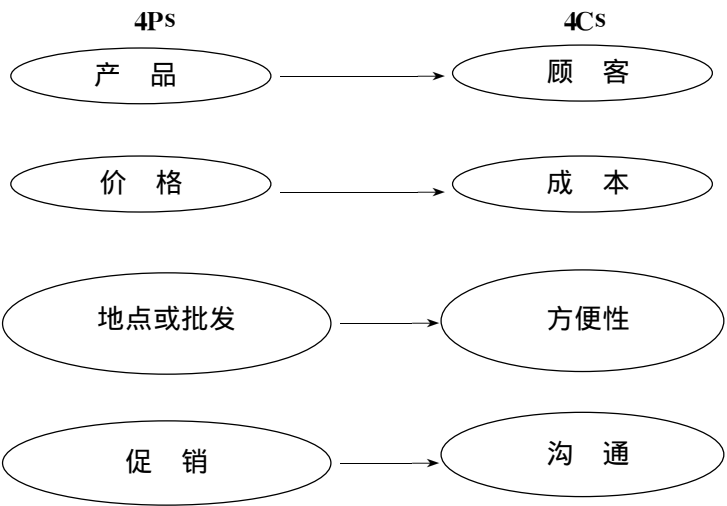 4Ps 4Cs
产 品 顾 客
价 格 成 本
地点或批发 方便性
促 销 沟 通